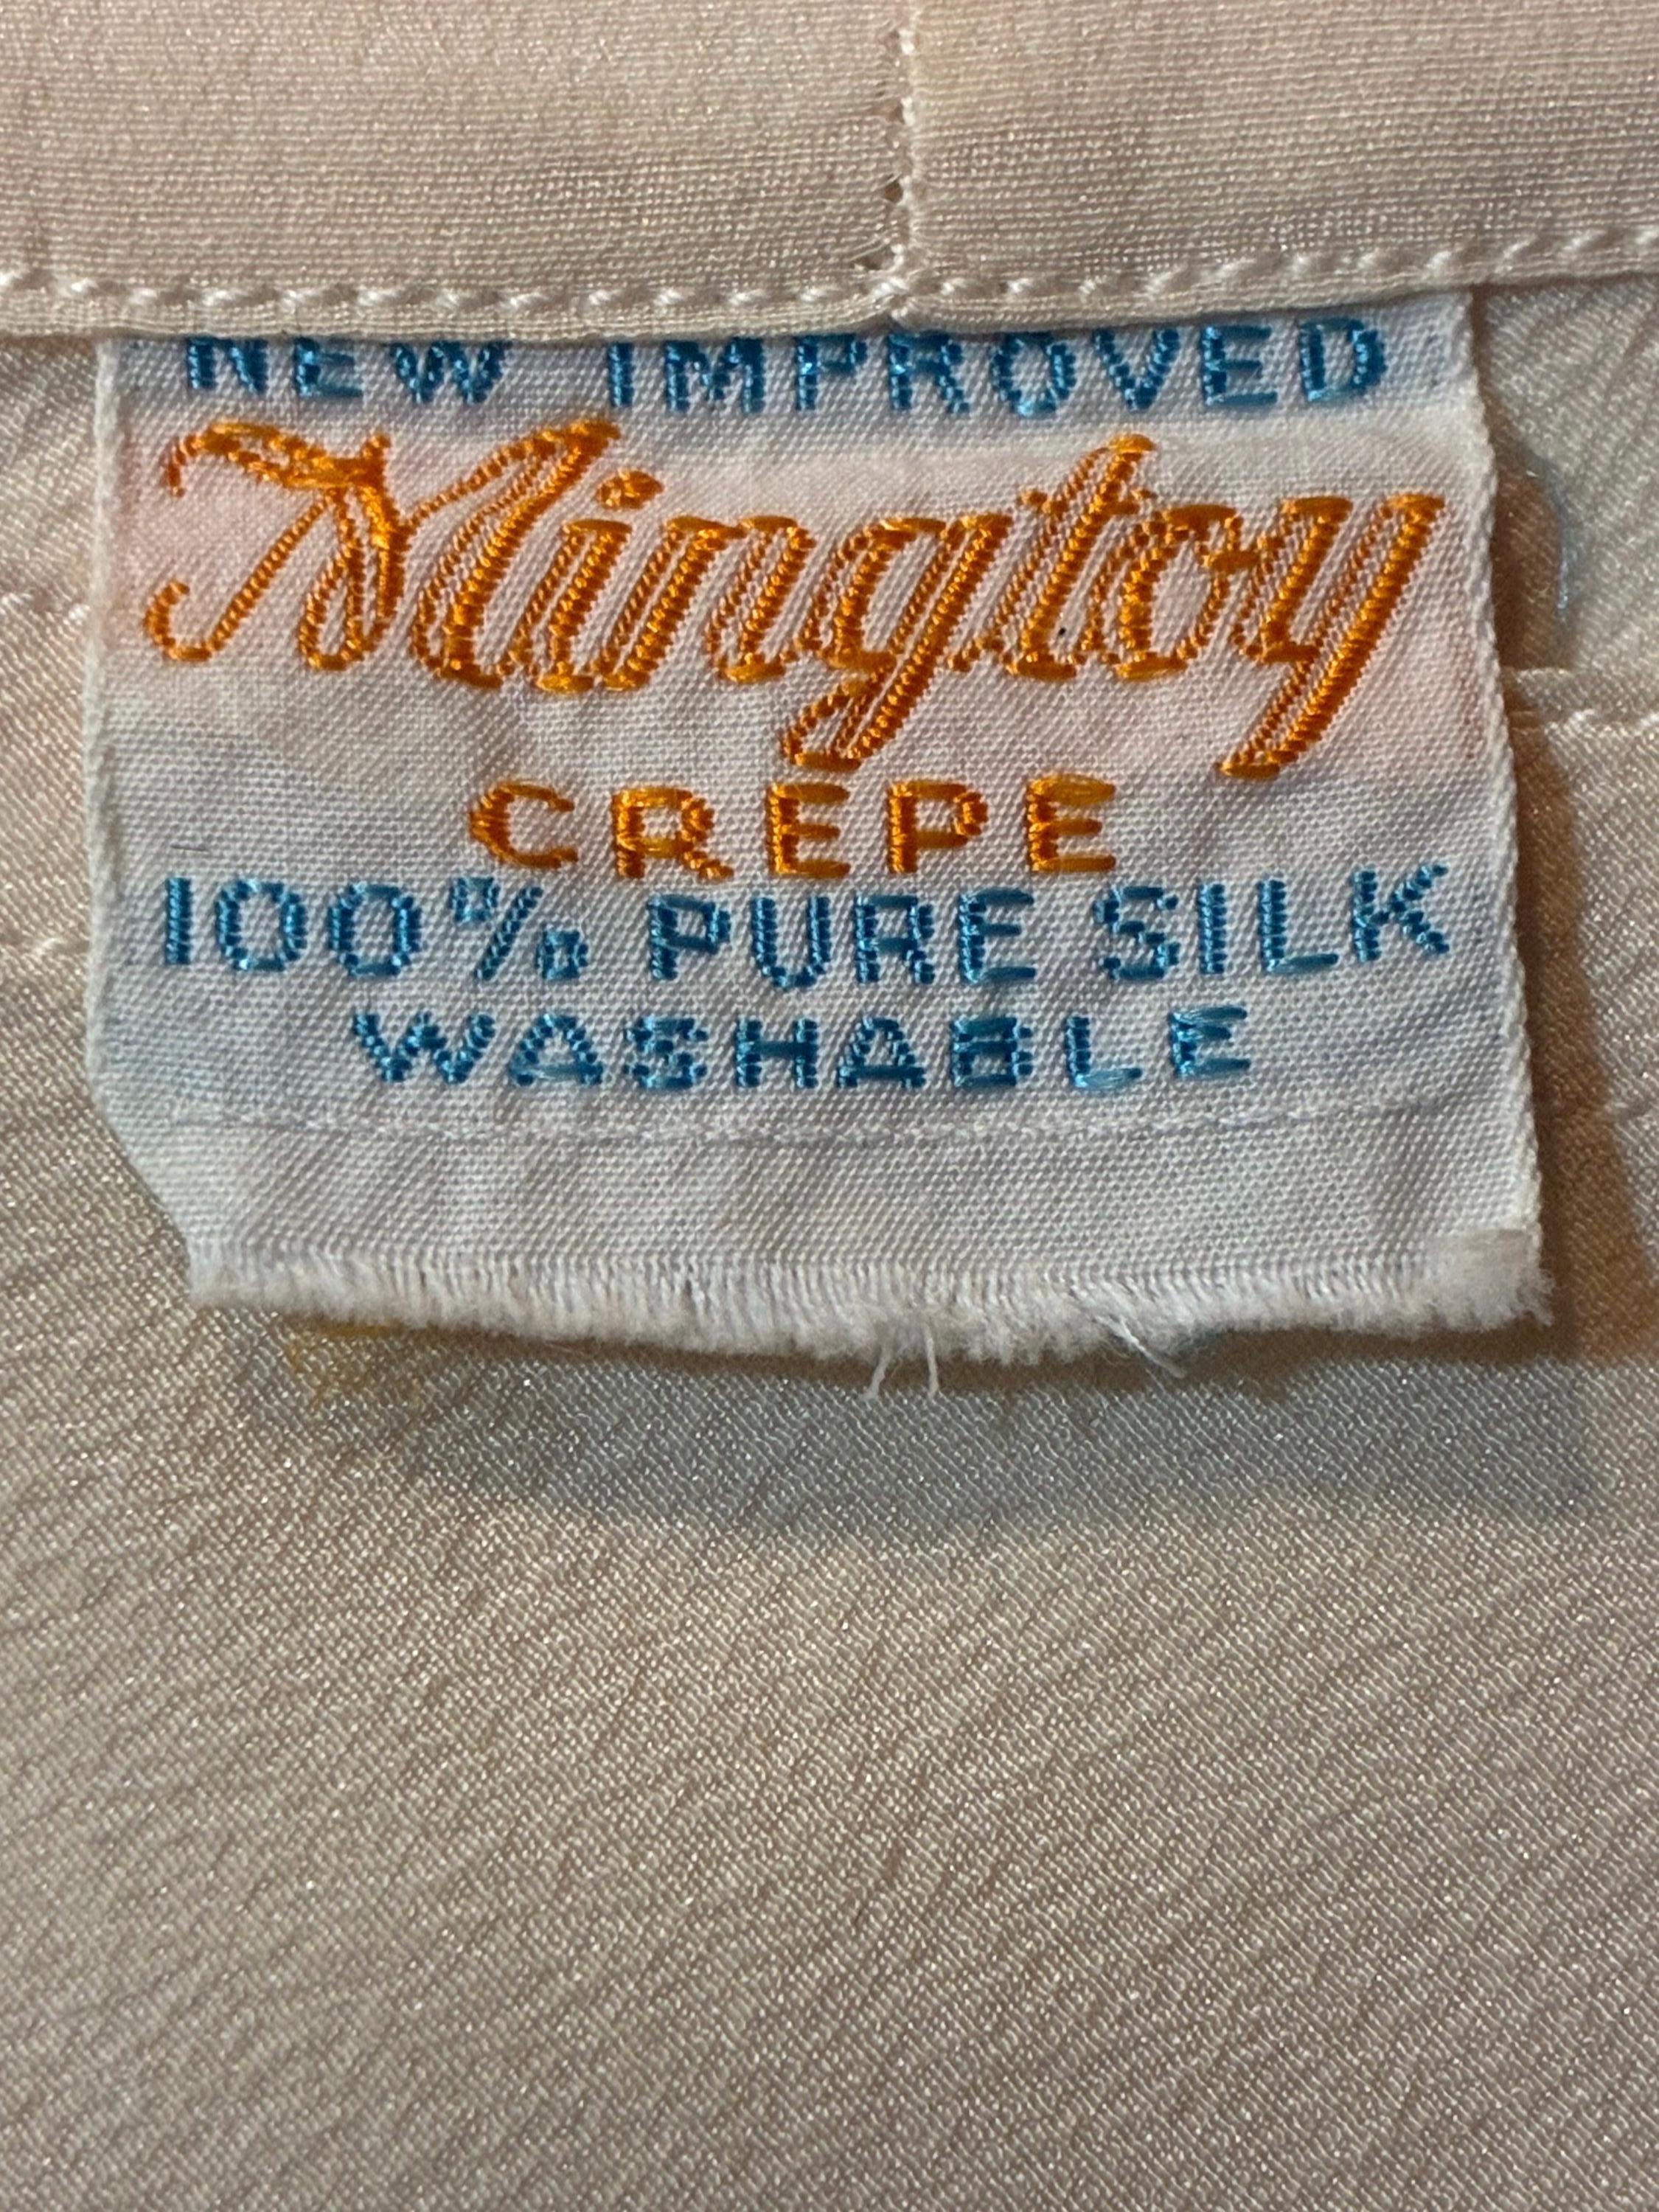 NEW IMPROVED
Mingtoy
CREPE
100% PURE SILK
WASHABLE